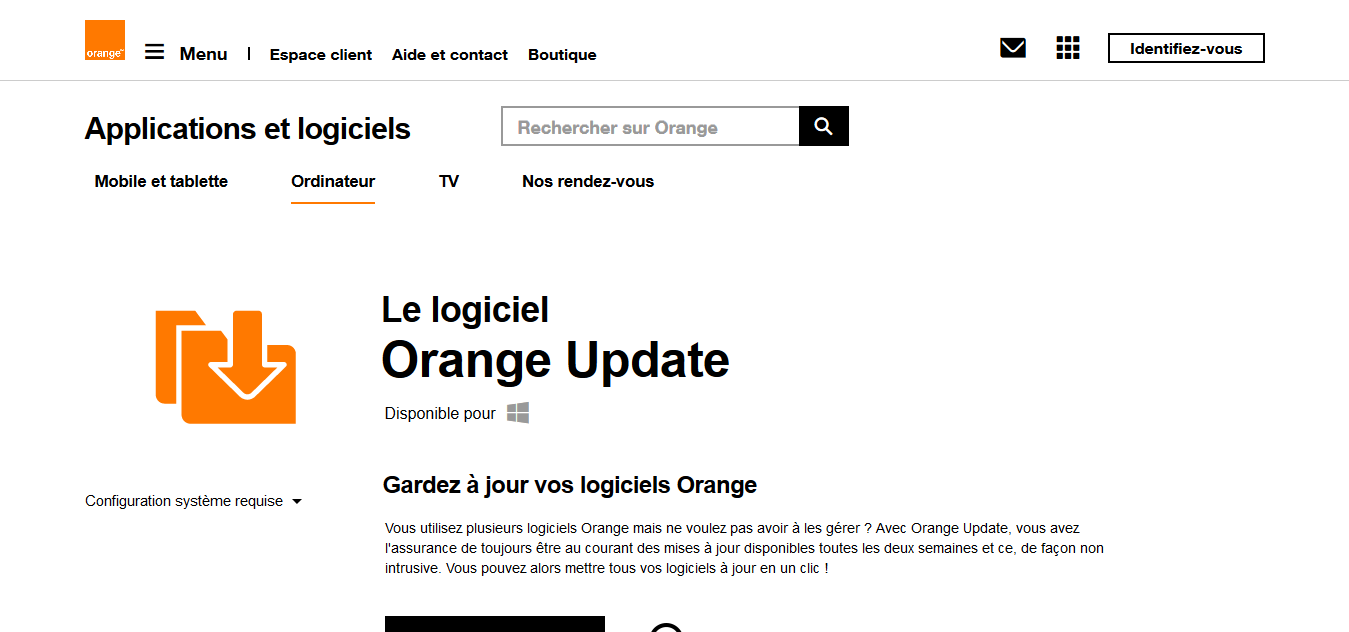 orange™
Menu | Espace client Aide et contact Boutique
Identifiez-vous
Applications et logiciels
Rechercher sur Orange
Mobile et tablette Ordinateur TV Nos rendez-vous
Le logiciel
Orange Update
Disponible pour
Configuration système requise
Gardez à jour vos logiciels Orange
Vous utilisez plusieurs logiciels Orange mais ne voulez pas avoir à les gérer ? Avec Orange Update, vous avez
l'assurance de toujours être au courant des mises à jour disponibles toutes les deux semaines et ce, de façon non
intrusive. Vous pouvez alors mettre tous vos logiciels à jour en un clic !